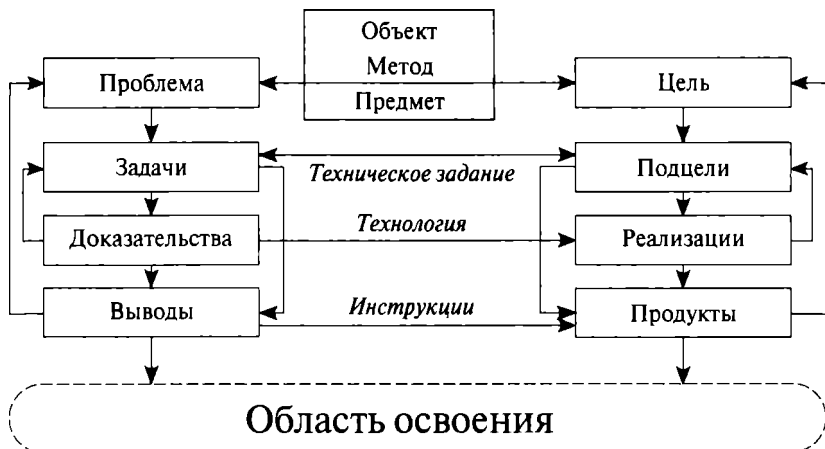 Объект
Метод
Предмет
Проблема
Цель
Задачи
Техническое задание
Подцели
Доказательства
Технология
Реализации
Выводы
Инструкции
Продукты
Область освоения